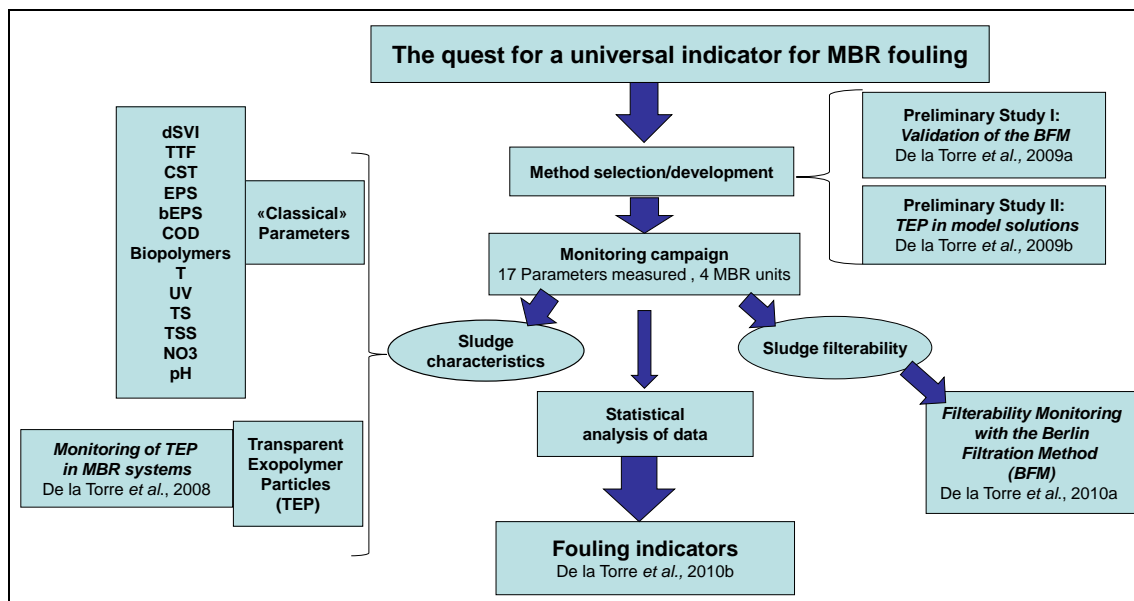 The quest for a universal indicator for MBR fouling
Preliminary Study I:
Validation of the BFM
De la Torre et al., 2009a
Method selection/development
Preliminary Study II:
TEP in model solutions
De la Torre et al., 2009b
dSVI
TTF
CST
EPS
bEPS
COD
Biopolymers
T
UV
TS
TSS
NO3
pH
«Classical»
Parameters
Monitoring campaign
17 Parameters measured , 4 MBR units
Sludge
characteristics
Sludge filterability
Statistical
analysis of data
Filterability Monitoring
with the Berlin
Filtration Method
(BFM)
De la Torre et al., 2010a
Monitoring of TEP
in MBR systems
De la Torre et al., 2008
Transparent
Exopolymer
Particles
(TEP)
Fouling indicators
De la Torre et al., 2010b